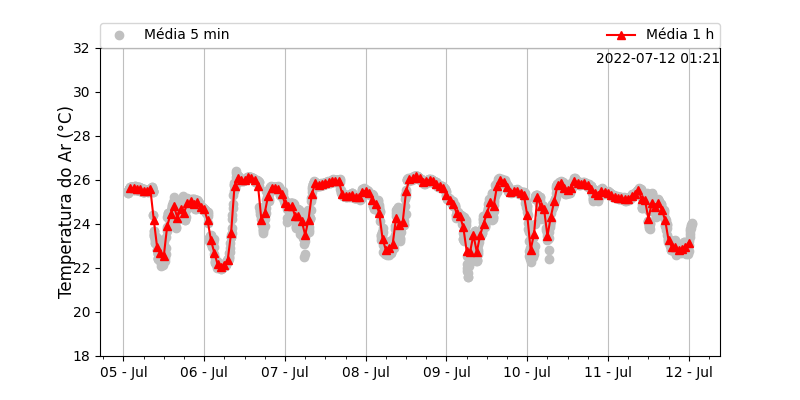 Média 5 min
Média 1 h
2022-07-12 01:21
Temperatura do Ar (°C)
32
30
28
26
24
22
20
18
05 - Jul
06 - Jul
07 - Jul
08 - Jul
09 - Jul
10 - Jul
11 - Jul
12 - Jul